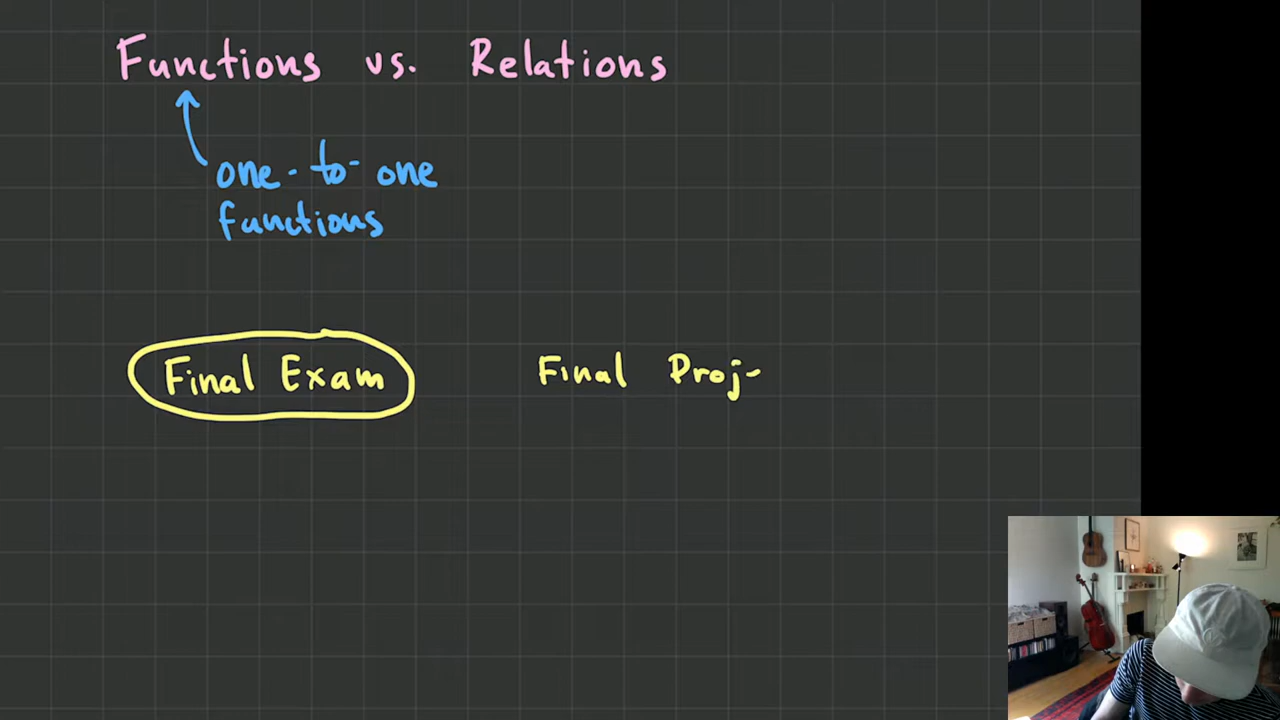 Functions vs. Relations
one-to-one
functions
Final Exam Final Proj-